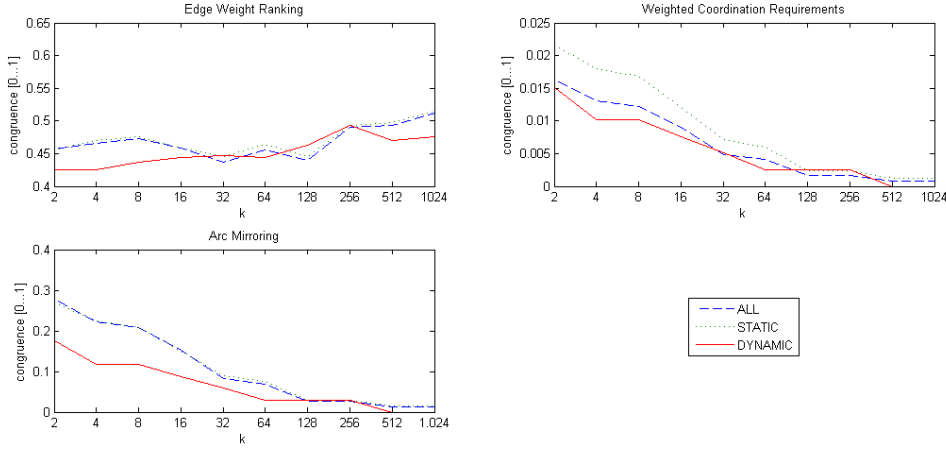 Edge Weight Ranking
0.65
0.6
0.55
0.5
0.45
0.4
congruence [0...1]
2 4 8 16 32 64 128 256 512 1024
k
Weighted Coordination Requirements
0.025
0.02
0.015
0.01
0.005
0
congruence [0...1]
2 4 8 16 32 64 128 256 512 1024
k
Arc Mirroring
0.4
0.3
0.2
0.1
0
congruence [0...1]
2 4 8 16 32 64 128 256 512 1.024
k
ALL
STATIC
DYNAMIC